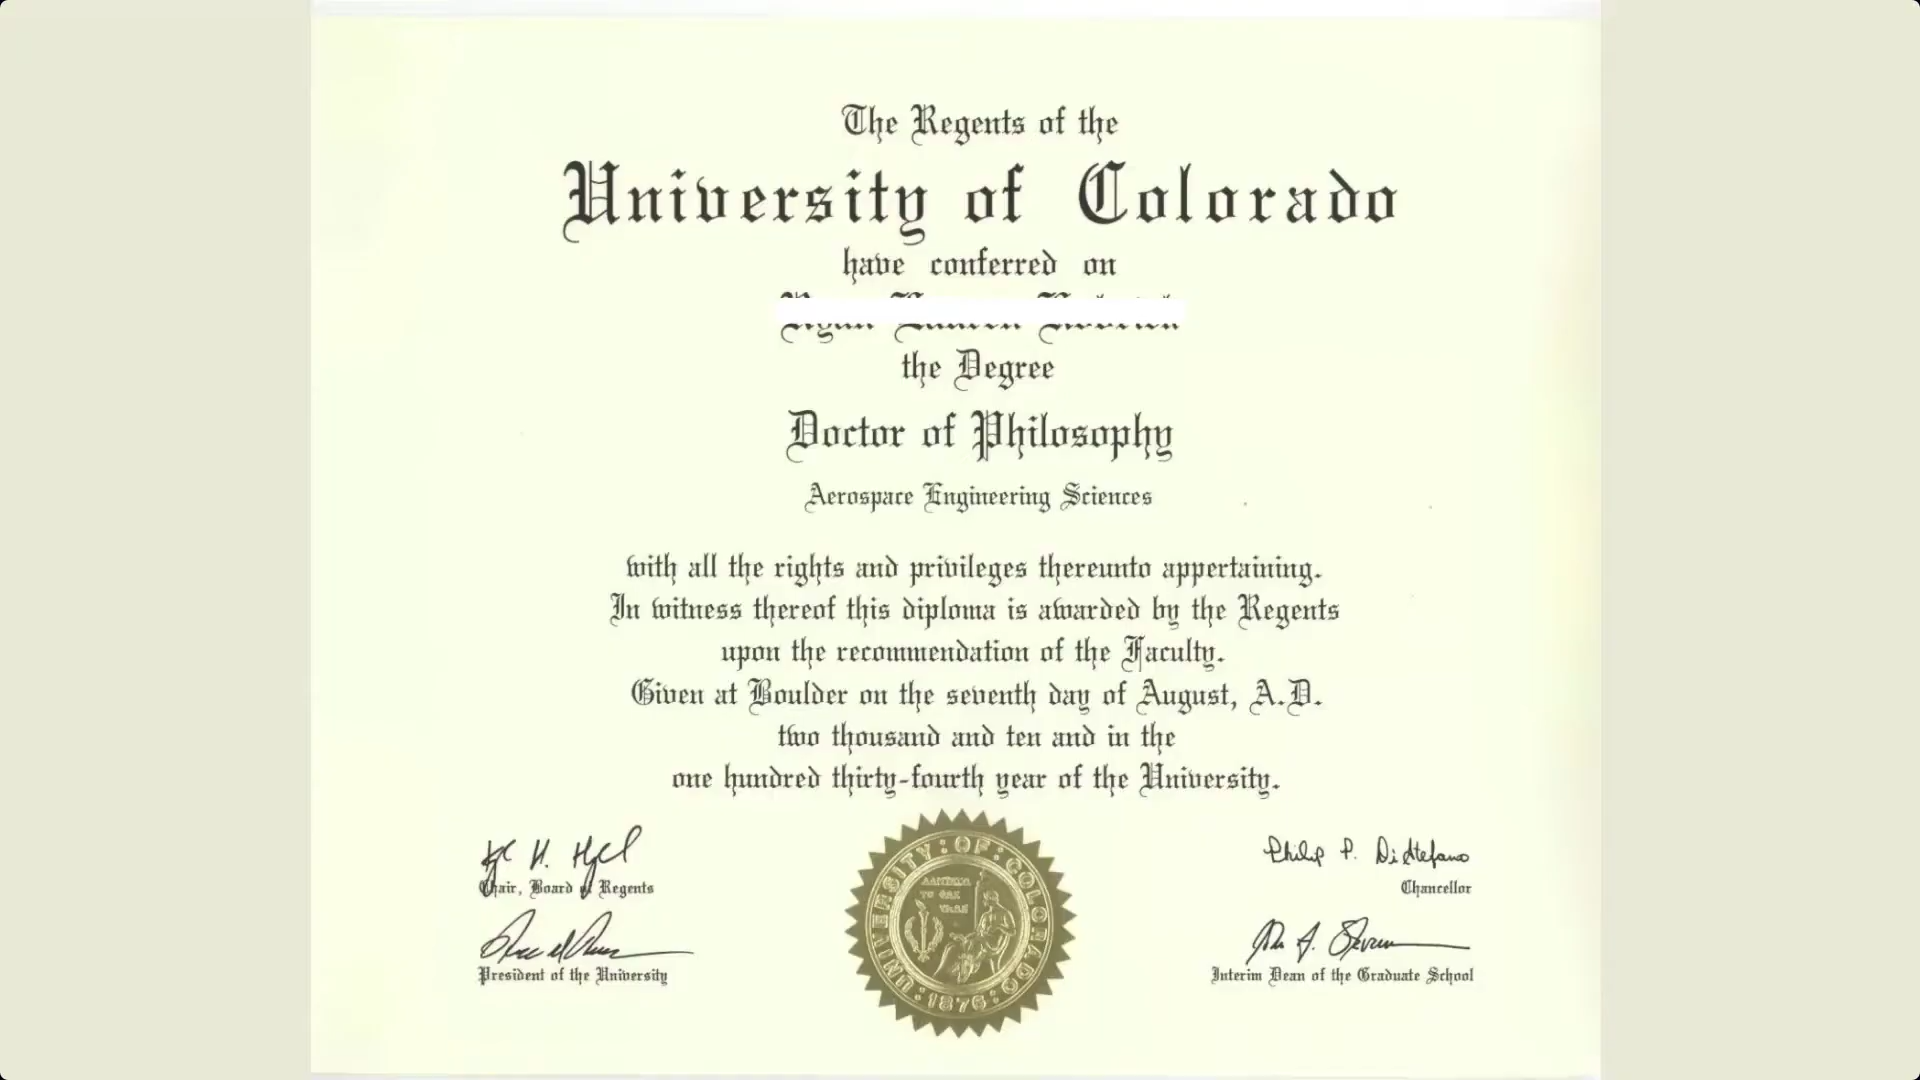 The Regents of the
University of Colorado
have conferred on
the Degree
Doctor of Philosophy
Aerospace Engineering Sciences
with all the rights and privileges thereunto appertaining.
In witness thereof this diploma is awarded by the Regents
upon the recommendation of the Faculty.
Given at Boulder on the seventh day of August, A.D.
two thousand and ten and in the
one hundred thirty-fourth year of the University.
Chair, Board of Regents
President of the University
UNIVERSITY : OF : COLORADO
: 1876 :
Philip P. DiStefano
Chancellor
Interim Dean of the Graduate School